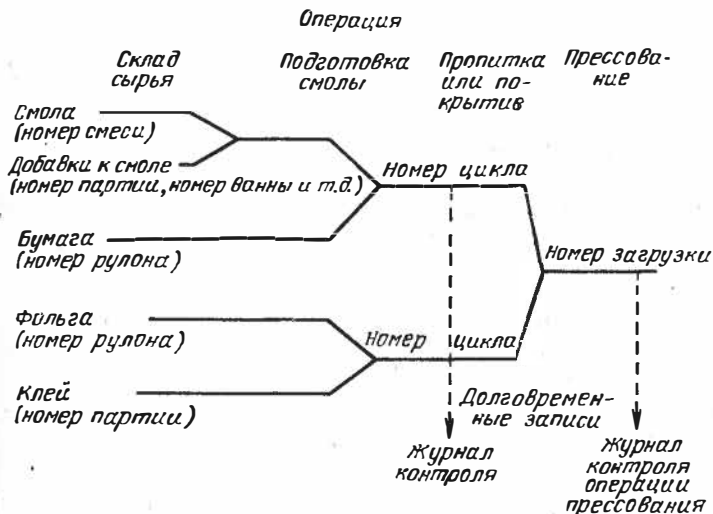 Операция
Склад
сырья
Подготовка
смолы
Пропитка
или по-
крытив
Прессова-
ние
Смола
(номер смеси)
Добавки к смоле
(номер партии, номер ванны и т.д.)
Номер цикла
Бумага
(номер рулона)
Номер загрузки
Фольга
(номер рулона)
Номер цикла
Клей
(номер партии)
Долговремен-
ные записи
Журнал
контроля
Журнал
контроля
операции
прессования